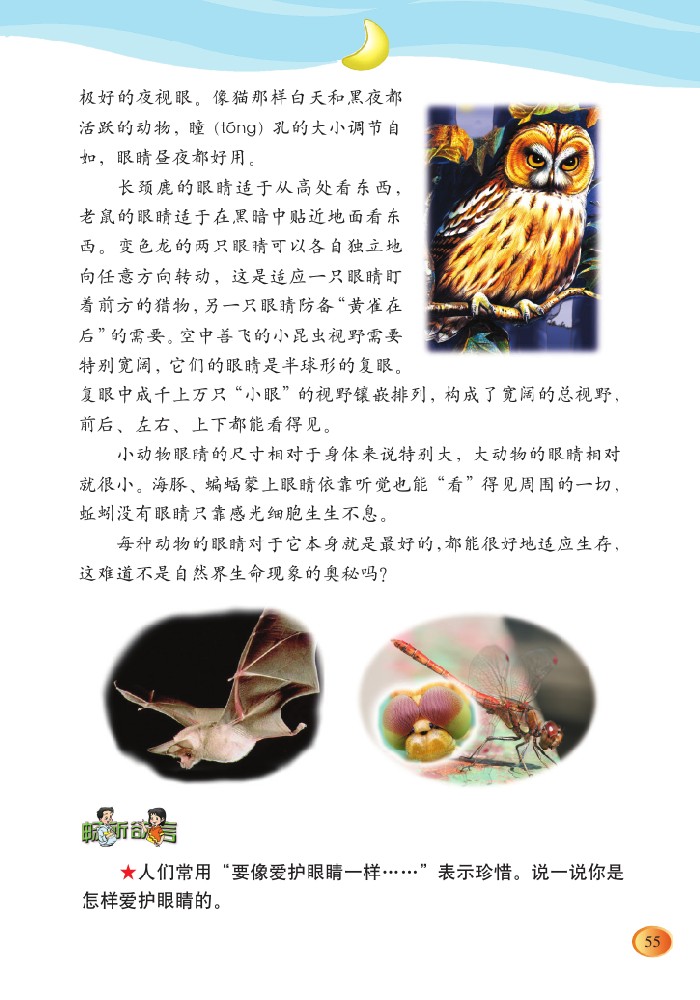 极好的夜视眼。像猫那样白天和黑夜都
活跃的动物，瞳（tóng）孔的大小调节自
如，眼睛昼夜都好用。
长颈鹿的眼睛适于从高处看东西，
老鼠的眼睛适于在黑暗中贴近地面看东
西。变色龙的两只眼睛可以各自独立地
向任意方向转动，这是适应一只眼睛盯
着前方的猎物，另一只眼睛防备“黄雀在
后”的需要。空中善飞的小昆虫视野需要
特别宽阔，它们的眼睛是半球形的复眼。
复眼中成千上万只“小眼”的视野镶嵌排列，构成了宽阔的总视野，
前后、左右、上下都能看得见。
小动物眼睛的尺寸相对于身体来说特别大，大动物的眼睛相对
就很小。海豚、蝙蝠蒙上眼睛依靠听觉也能“看”得见周围的一切，
蚯蚓没有眼睛只靠感光细胞生生不息。
每种动物的眼睛对于它本身就是最好的，都能很好地适应生存，
这难道不是自然界生命现象的奥秘吗？
畅所欲言
★人们常用“要像爱护眼睛一样……”表示珍惜。说一说你是
怎样爱护眼睛的。
55